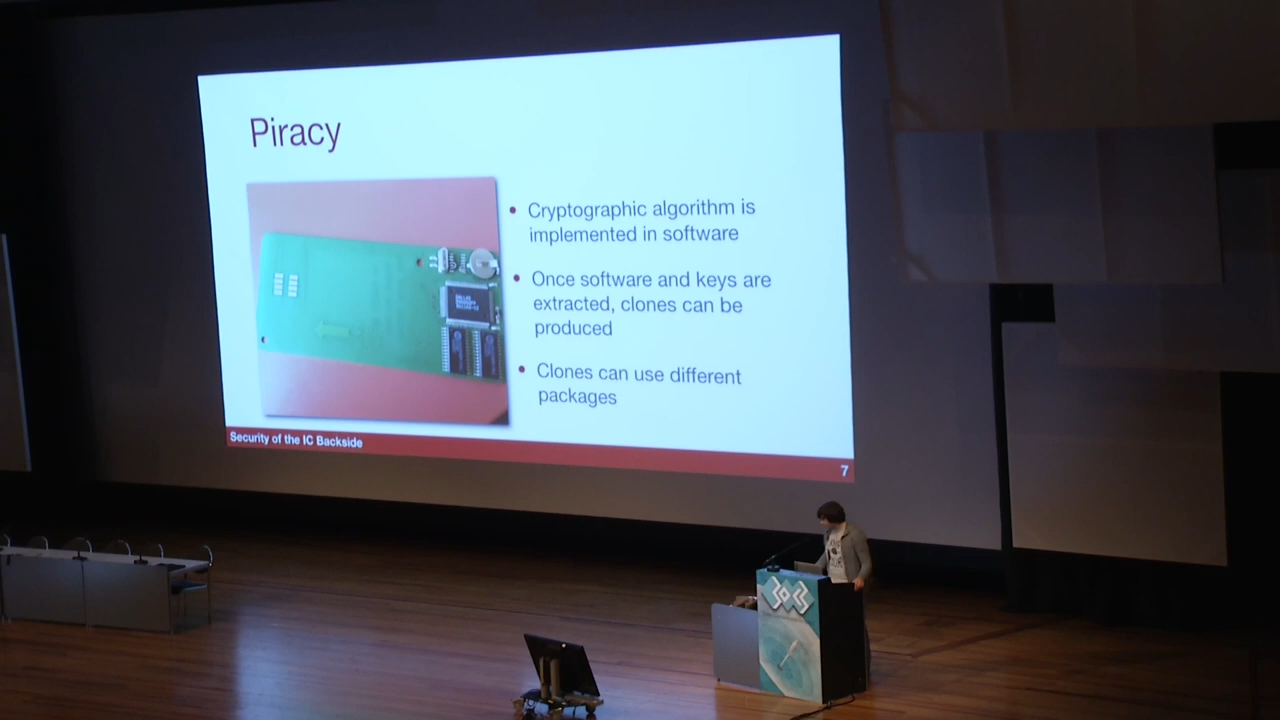 Piracy
Cryptographic algorithm is
implemented in software
Once software and keys are
extracted, clones can be
produced
Clones can use different
packages
Security of the IC Backside
7